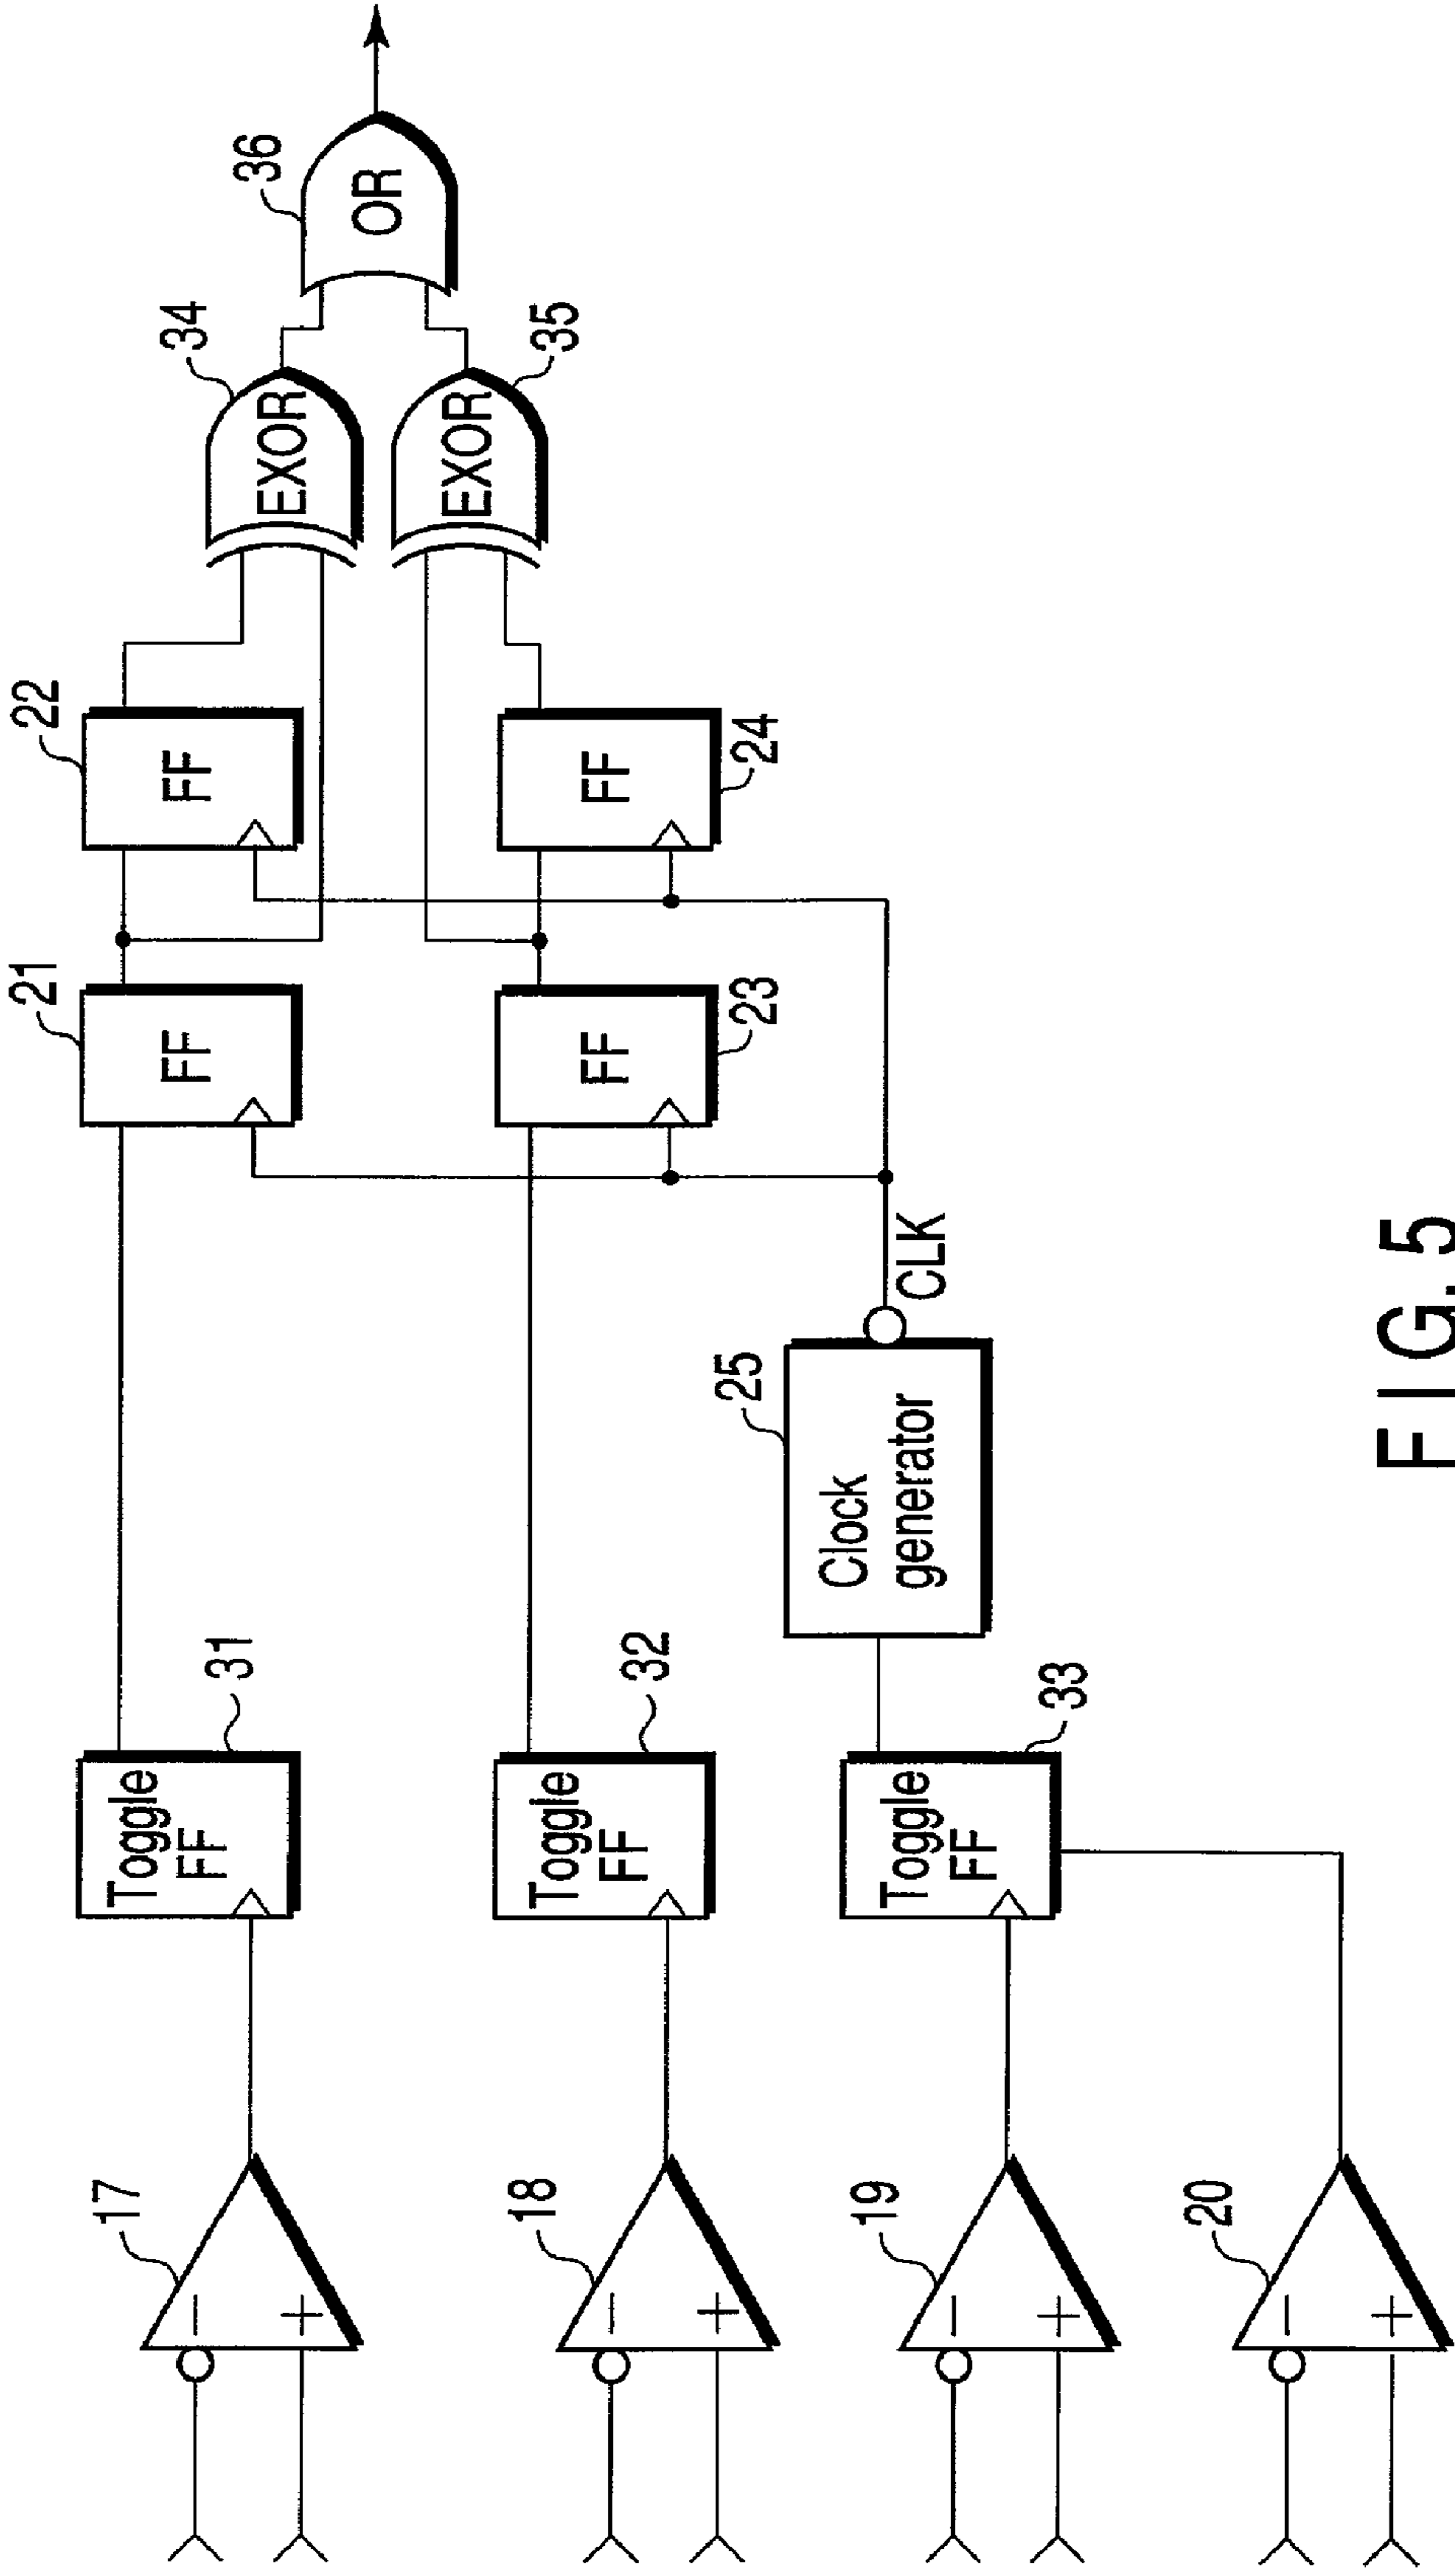 17
Toggle
FF
31
21
FF
22
FF
34
EXOR
36
OR
18
Toggle
FF
32
FF
23
FF
24
EXOR
35
19
Toggle
FF
33
25
Clock
generator
CLK
20
FIG. 5